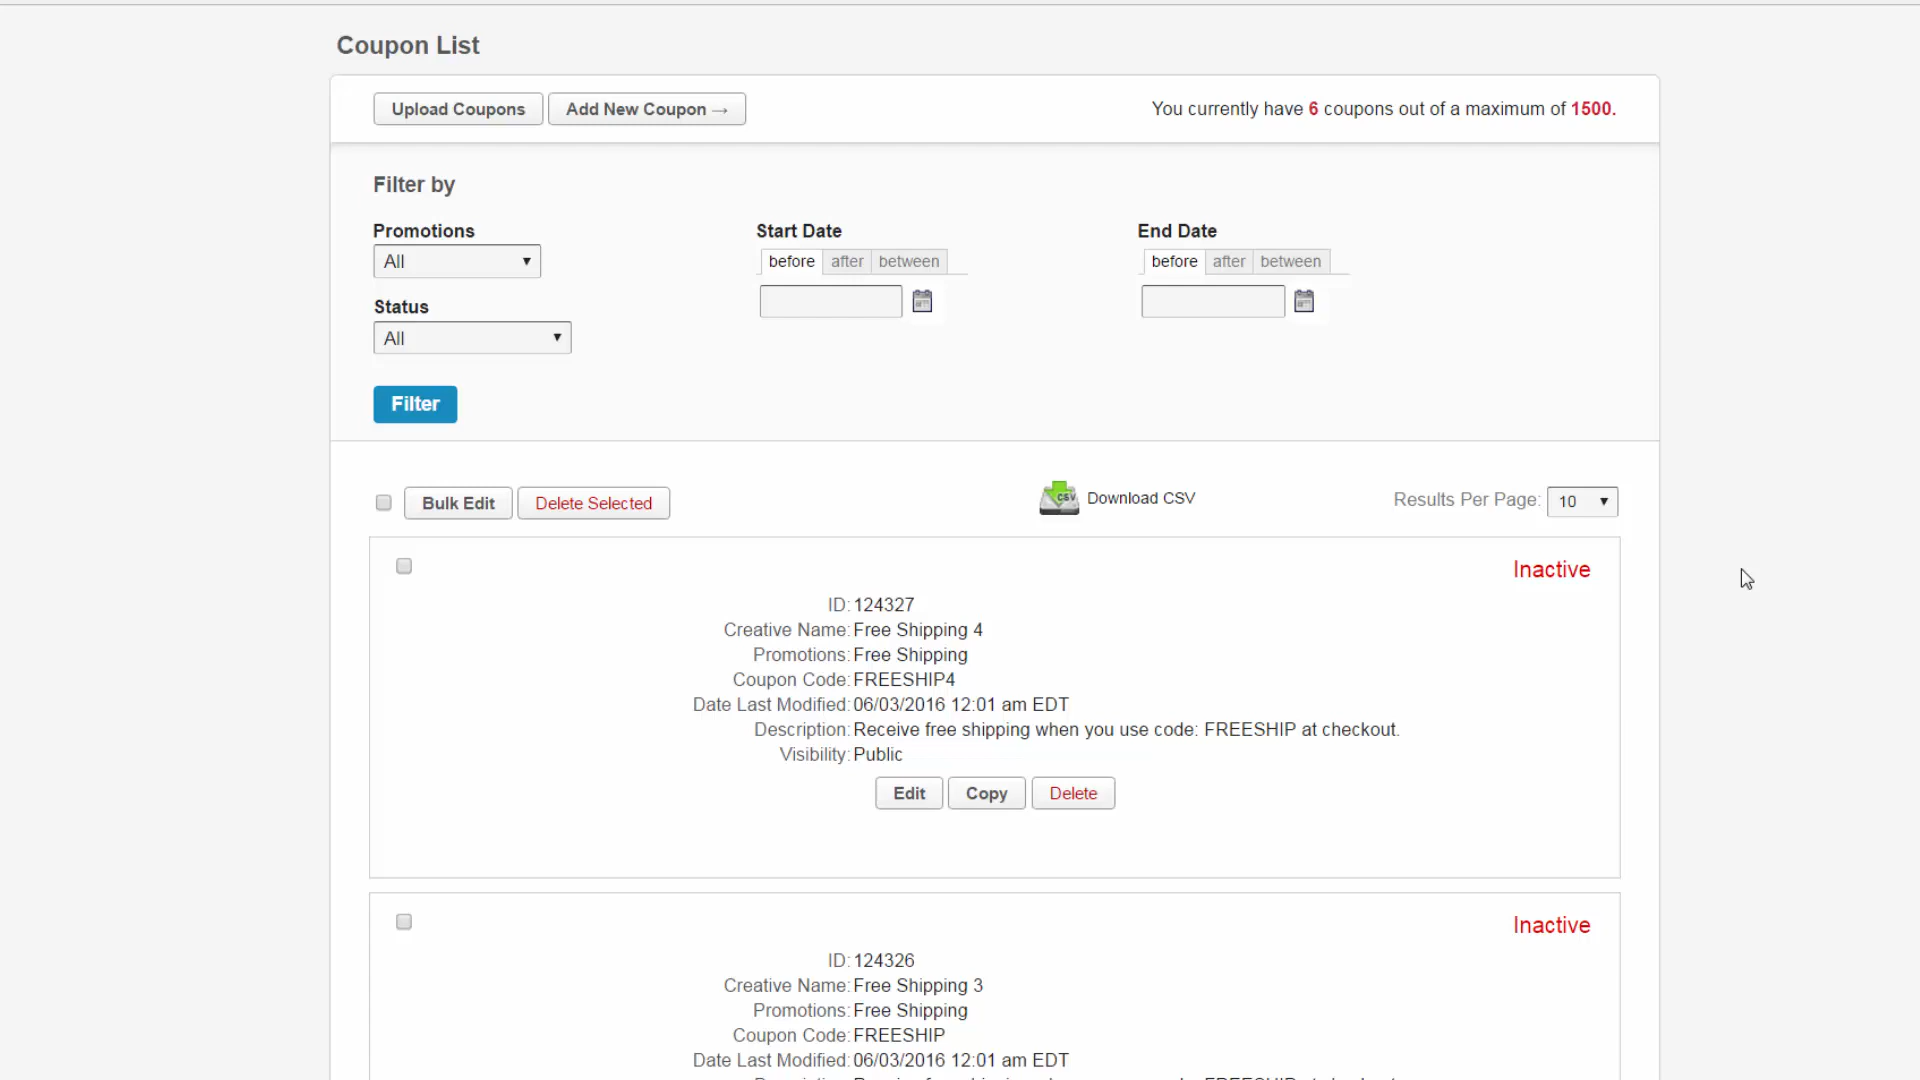 Coupon List
Upload Coupons Add New Coupon → You currently have 6 coupons out of a maximum of 1500.
Filter by
Promotions Start Date End Date
All before after between before after between
Status
All
Filter
Bulk Edit Delete Selected CSV Download CSV Results Per Page: 10
Inactive
ID: 124327
Creative Name: Free Shipping 4
Promotions: Free Shipping
Coupon Code: FREESHIP4
Date Last Modified: 06/03/2016 12:01 am EDT
Description: Receive free shipping when you use code: FREESHIP at checkout.
Visibility: Public
Edit Copy Delete
Inactive
ID: 124326
Creative Name: Free Shipping 3
Promotions: Free Shipping
Coupon Code: FREESHIP
Date Last Modified: 06/03/2016 12:01 am EDT